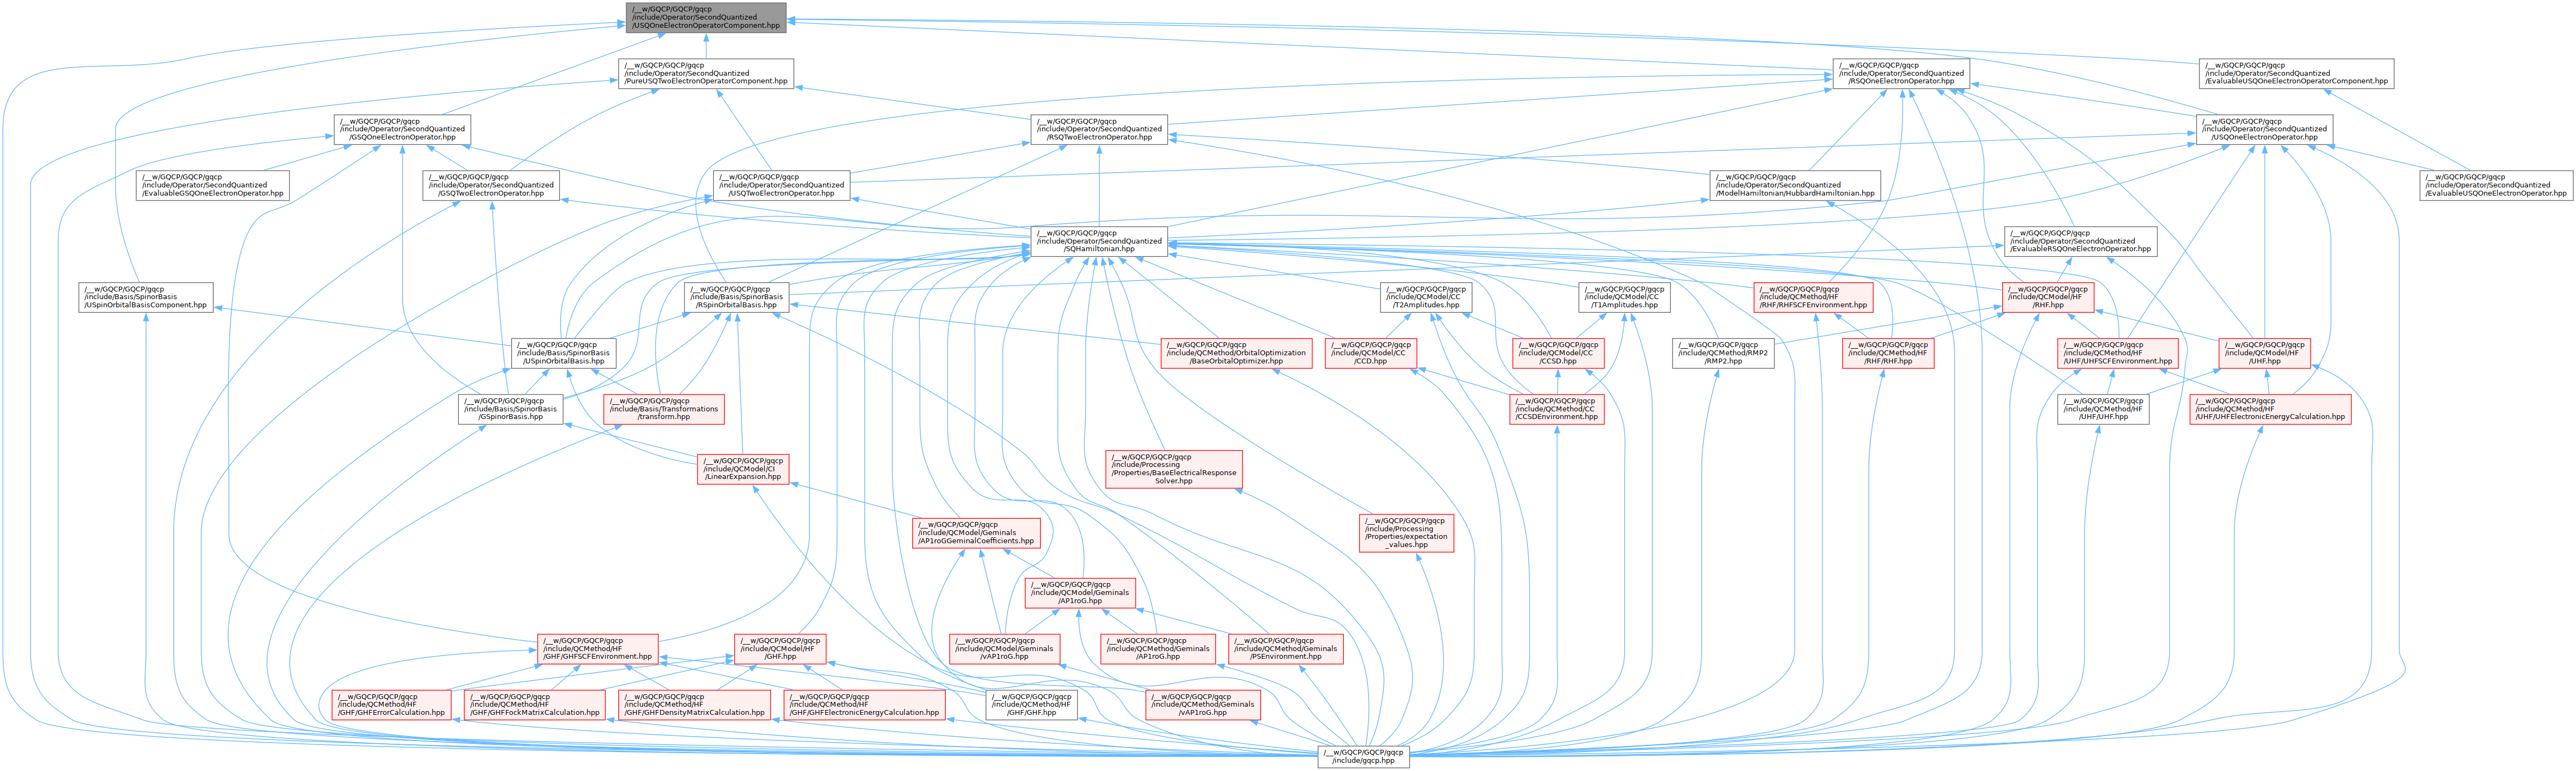 /__w/GQCP/GQCP/gqcp
/include/Operator/SecondQuantized
/USQOneElectronOperatorComponent.hpp
/__w/GQCP/GQCP/gqcp
/include/Operator/SecondQuantized
/PureUSQTwoElectronOperatorComponent.hpp
/__w/GQCP/GQCP/gqcp
/include/Operator/SecondQuantized
/RSQOneElectronOperator.hpp
/__w/GQCP/GQCP/gqcp
/include/Operator/SecondQuantized
/EvaluableUSQOneElectronOperatorComponent.hpp
/__w/GQCP/GQCP/gqcp
/include/Operator/SecondQuantized
/GSQOneElectronOperator.hpp
/__w/GQCP/GQCP/gqcp
/include/Operator/SecondQuantized
/RSQTwoElectronOperator.hpp
/__w/GQCP/GQCP/gqcp
/include/Operator/SecondQuantized
/USQOneElectronOperator.hpp
/__w/GQCP/GQCP/gqcp
/include/Operator/SecondQuantized
/EvaluableGSQOneElectronOperator.hpp
/__w/GQCP/GQCP/gqcp
/include/Operator/SecondQuantized
/GSQTwoElectronOperator.hpp
/__w/GQCP/GQCP/gqcp
/include/Operator/SecondQuantized
/USQTwoElectronOperator.hpp
/__w/GQCP/GQCP/gqcp
/include/Operator/SecondQuantized
/ModelHamiltonian/HubbardHamiltonian.hpp
/__w/GQCP/GQCP/gqcp
/include/Operator/SecondQuantized
/EvaluableUSQOneElectronOperator.hpp
/__w/GQCP/GQCP/gqcp
/include/Operator/SecondQuantized
/SQHamiltonian.hpp
/__w/GQCP/GQCP/gqcp
/include/Operator/SecondQuantized
/EvaluableRSQOneElectronOperator.hpp
/__w/GQCP/GQCP/gqcp
/include/Basis/SpinorBasis
/USpinOrbitalBasisComponent.hpp
/__w/GQCP/GQCP/gqcp
/include/Basis/SpinorBasis
/RSpinOrbitalBasis.hpp
/__w/GQCP/GQCP/gqcp
/include/QCModel/CC
/T2Amplitudes.hpp
/__w/GQCP/GQCP/gqcp
/include/QCModel/CC
/T1Amplitudes.hpp
/__w/GQCP/GQCP/gqcp
/include/QCMethod/HF
/RHF/RHFSCFEnvironment.hpp
/__w/GQCP/GQCP/gqcp
/include/QCModel/HF
/RHF.hpp
/__w/GQCP/GQCP/gqcp
/include/Basis/SpinorBasis
/USpinOrbitalBasis.hpp
/__w/GQCP/GQCP/gqcp
/include/QCMethod/OrbitalOptimization
/BaseOrbitalOptimizer.hpp
/__w/GQCP/GQCP/gqcp
/include/QCModel/CC
/CCD.hpp
/__w/GQCP/GQCP/gqcp
/include/QCModel/CC
/CCSD.hpp
/__w/GQCP/GQCP/gqcp
/include/QCMethod/RMP2
/RMP2.hpp
/__w/GQCP/GQCP/gqcp
/include/QCMethod/HF
/RHF/RHF.hpp
/__w/GQCP/GQCP/gqcp
/include/QCMethod/HF
/UHF/UHFSCFEnvironment.hpp
/__w/GQCP/GQCP/gqcp
/include/QCModel/HF
/UHF.hpp
/__w/GQCP/GQCP/gqcp
/include/Basis/SpinorBasis
/GSpinorBasis.hpp
/__w/GQCP/GQCP/gqcp
/include/Basis/Transformations
/transform.hpp
/__w/GQCP/GQCP/gqcp
/include/QCMethod/CC
/CCSDEnvironment.hpp
/__w/GQCP/GQCP/gqcp
/include/QCMethod/HF
/UHF/UHF.hpp
/__w/GQCP/GQCP/gqcp
/include/QCMethod/HF
/UHF/UHFElectronicEnergyCalculation.hpp
/__w/GQCP/GQCP/gqcp
/include/QCModel/CI
/LinearExpansion.hpp
/__w/GQCP/GQCP/gqcp
/include/Processing
/Properties/BaseElectricalResponse
Solver.hpp
/__w/GQCP/GQCP/gqcp
/include/QCModel/Geminals
/AP1roGGeminalCoefficients.hpp
/__w/GQCP/GQCP/gqcp
/include/Processing
/Properties/expectation
_values.hpp
/__w/GQCP/GQCP/gqcp
/include/QCModel/Geminals
/AP1roG.hpp
/__w/GQCP/GQCP/gqcp
/include/QCMethod/HF
/GHF/GHFSCFEnvironment.hpp
/__w/GQCP/GQCP/gqcp
/include/QCModel/HF
/GHF.hpp
/__w/GQCP/GQCP/gqcp
/include/QCModel/Geminals
/vAP1roG.hpp
/__w/GQCP/GQCP/gqcp
/include/QCMethod/Geminals
/AP1roG.hpp
/__w/GQCP/GQCP/gqcp
/include/QCMethod/Geminals
/PSEnvironment.hpp
/__w/GQCP/GQCP/gqcp
/include/QCMethod/HF
/GHF/GHFErrorCalculation.hpp
/__w/GQCP/GQCP/gqcp
/include/QCMethod/HF
/GHF/GHFFockMatrixCalculation.hpp
/__w/GQCP/GQCP/gqcp
/include/QCMethod/HF
/GHF/GHFDensityMatrixCalculation.hpp
/__w/GQCP/GQCP/gqcp
/include/QCMethod/HF
/GHF/GHFElectronicEnergyCalculation.hpp
/__w/GQCP/GQCP/gqcp
/include/QCMethod/HF
/GHF/GHF.hpp
/__w/GQCP/GQCP/gqcp
/include/QCMethod/Geminals
/vAP1roG.hpp
/__w/GQCP/GQCP/gqcp
/include/gqcp.hpp